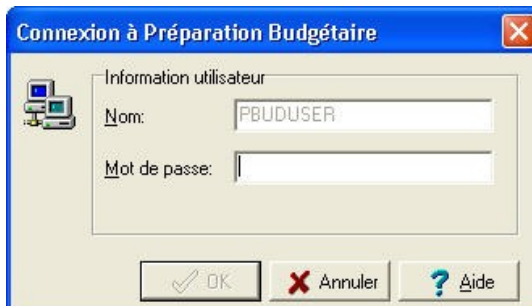 Connexion à Préparation Budgétaire
Information utilisateur
Nom: PBUDUSER
Mot de passe:
OK Annuler ? Aide